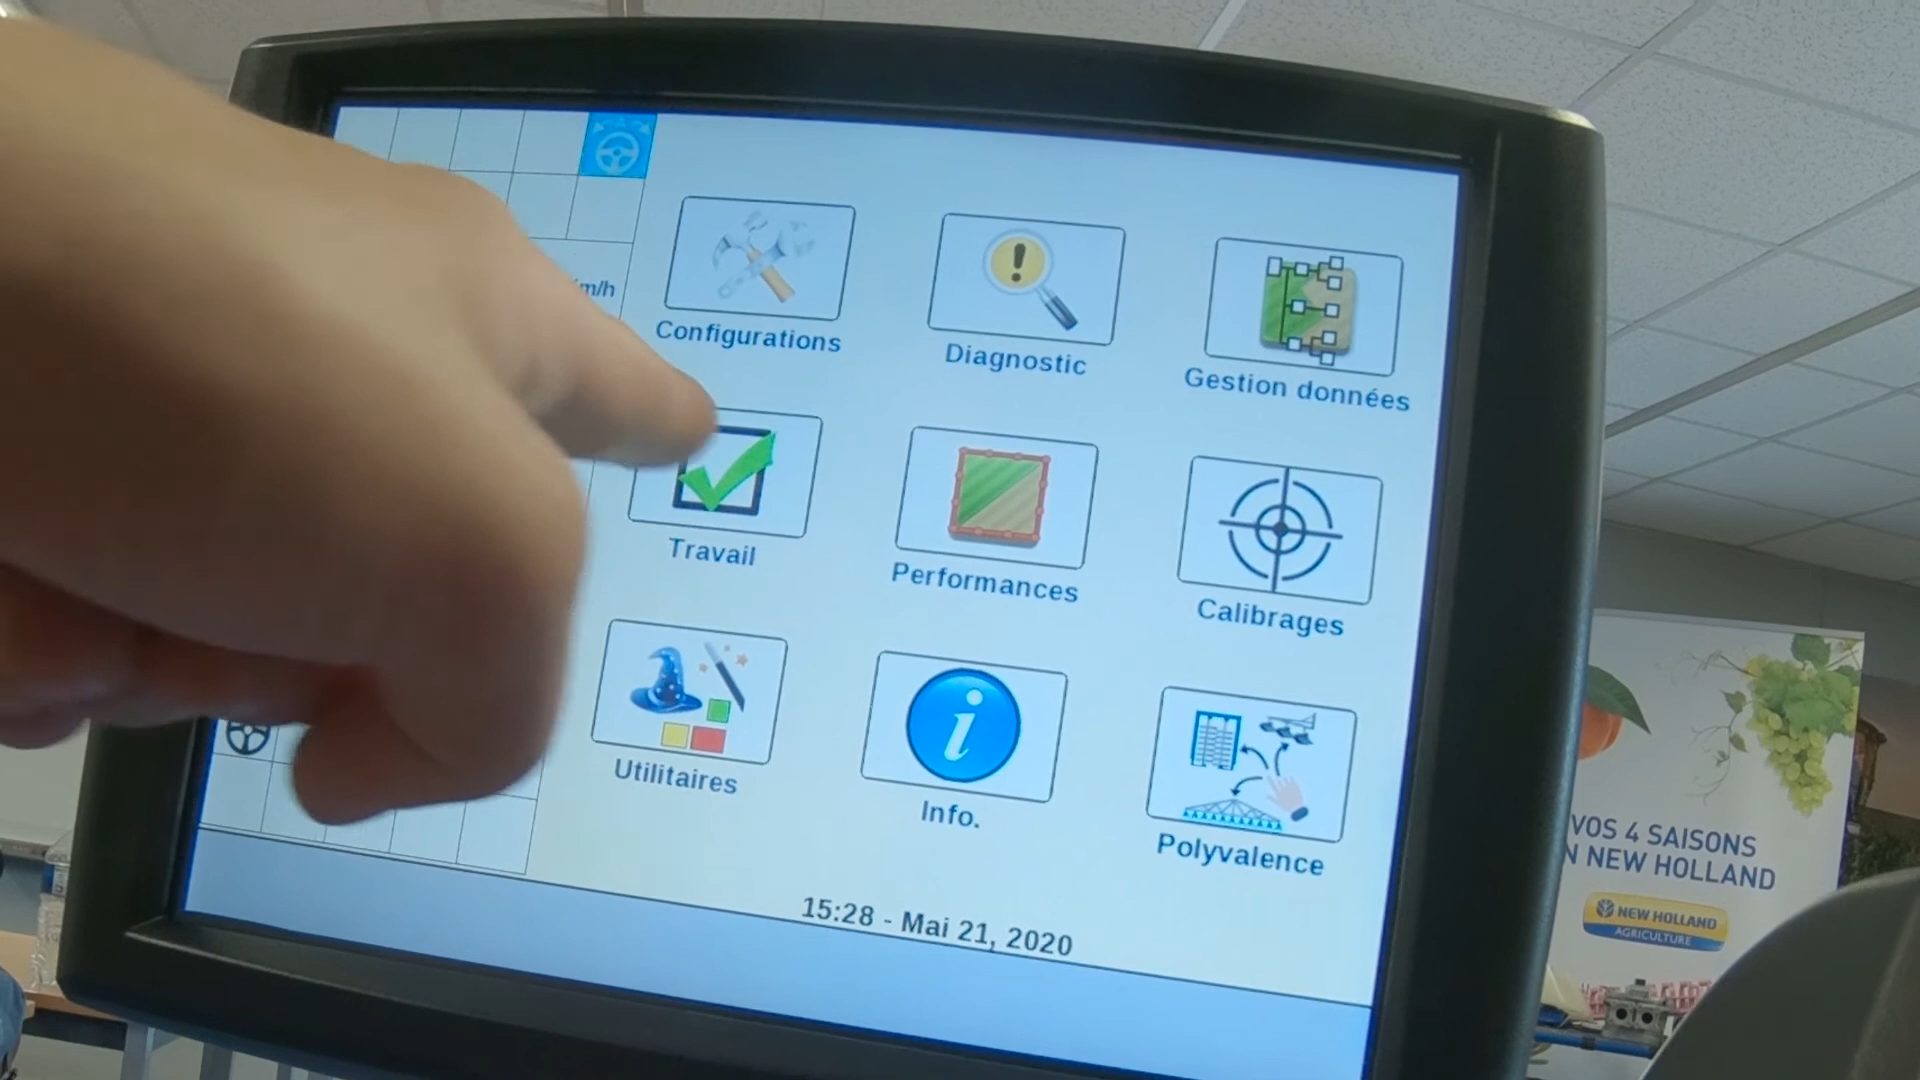 m/h
Configurations
Diagnostic
Gestion données
Travail
Performances
Calibrages
Utilitaires
Info.
Polyvalence
15:28 - Mai 21, 2020
VOS 4 SAISONS
N NEW HOLLAND
NEW HOLLAND
AGRICULTURE